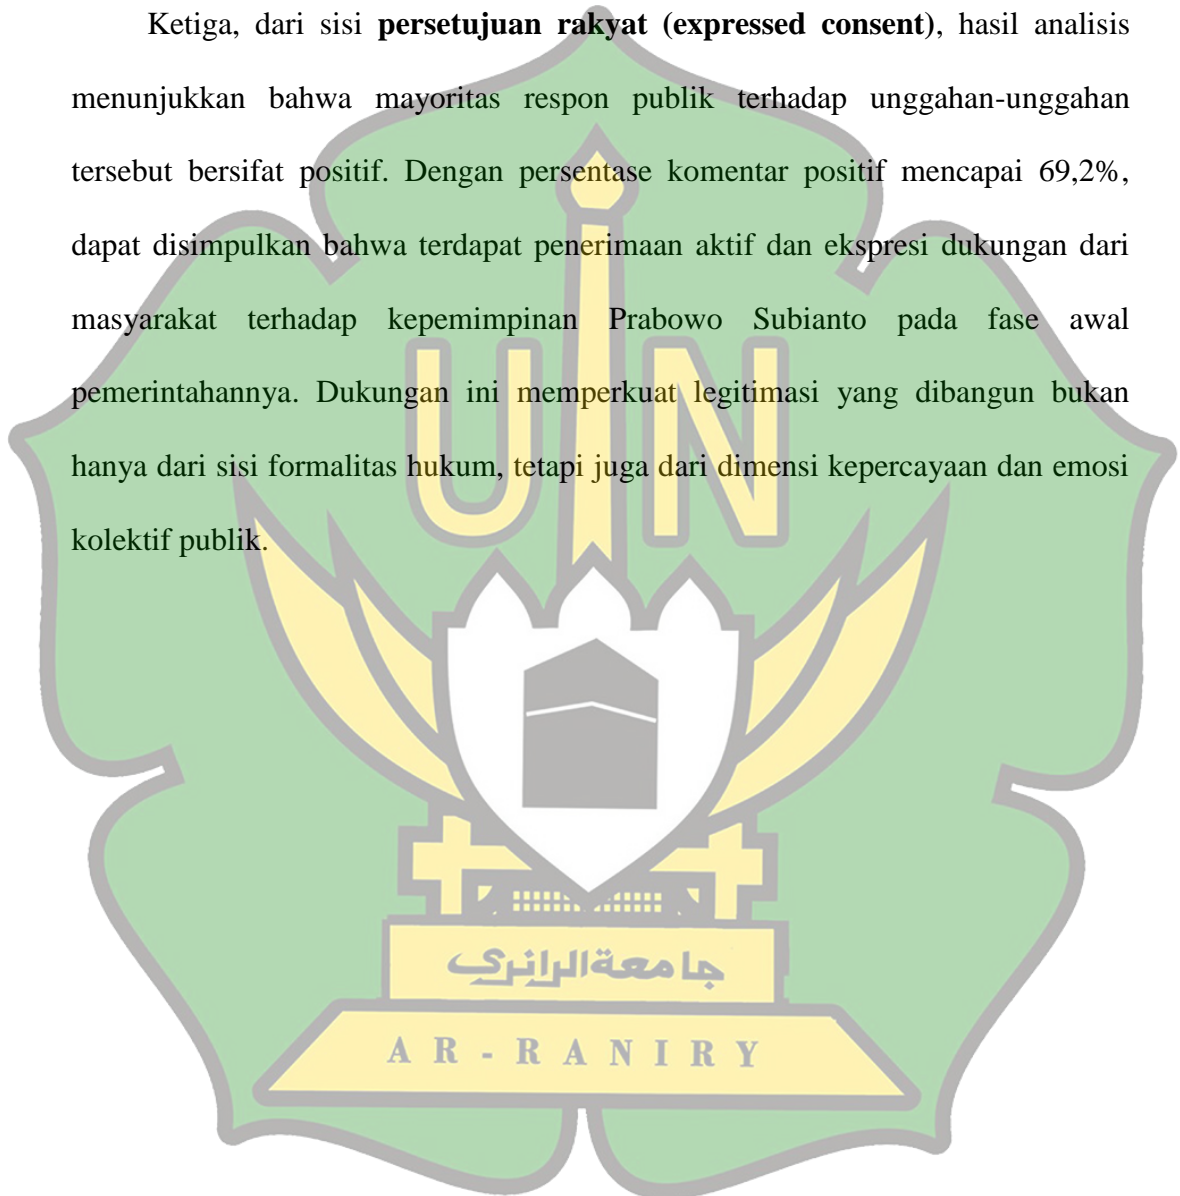 Ketiga, dari sisi persetujuan rakyat (expressed consent), hasil analisis
menunjukkan bahwa mayoritas respon publik terhadap unggahan-unggahan
tersebut bersifat positif. Dengan persentase komentar positif mencapai 69,2%,
dapat disimpulkan bahwa terdapat penerimaan aktif dan ekspresi dukungan dari
masyarakat terhadap kepemimpinan Prabowo Subianto pada fase awal
pemerintahannya. Dukungan ini memperkuat legitimasi yang dibangun bukan
hanya dari sisi formalitas hukum, tetapi juga dari dimensi kepercayaan dan emosi
kolektif publik.
UIN
جامعة الرانري
AR-RANIRY